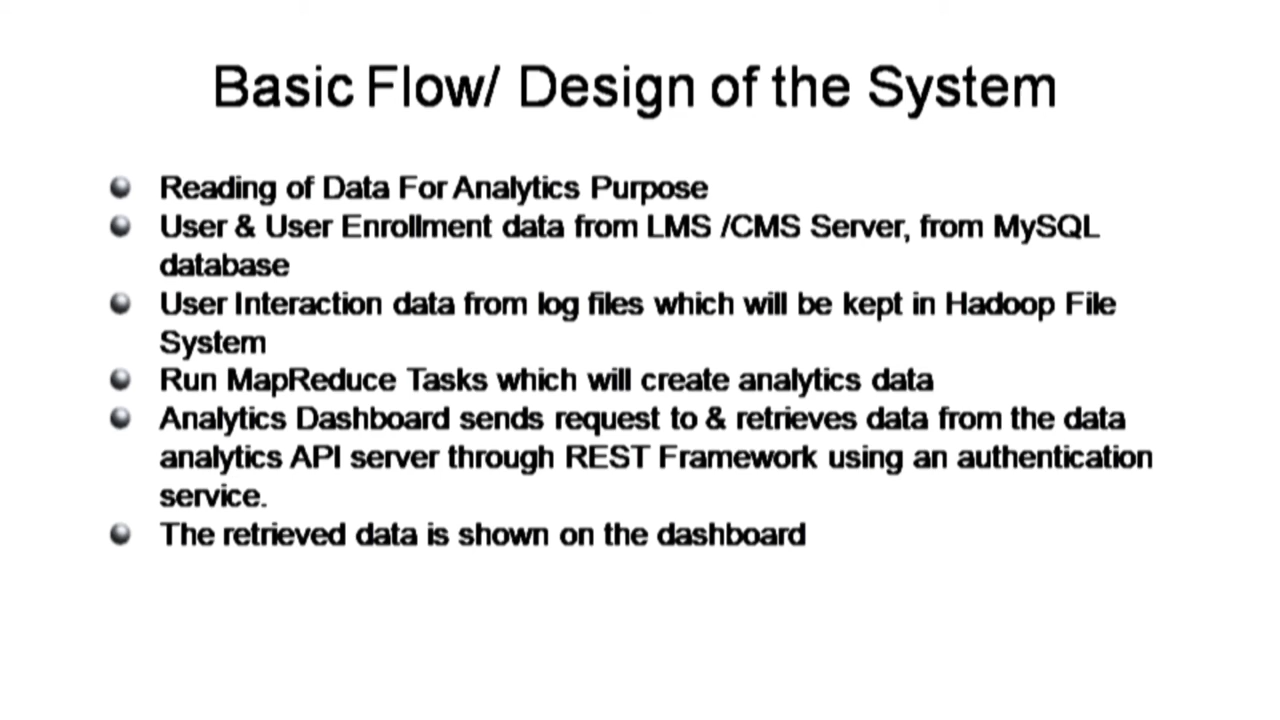 Basic Flow/ Design of the System
Reading of Data For Analytics Purpose
User & User Enrollment data from LMS /CMS Server, from MySQL
database
User Interaction data from log files which will be kept in Hadoop File
System
Run MapReduce Tasks which will create analytics data
Analytics Dashboard sends request to & retrieves data from the data
analytics API server through REST Framework using an authentication
service.
The retrieved data is shown on the dashboard